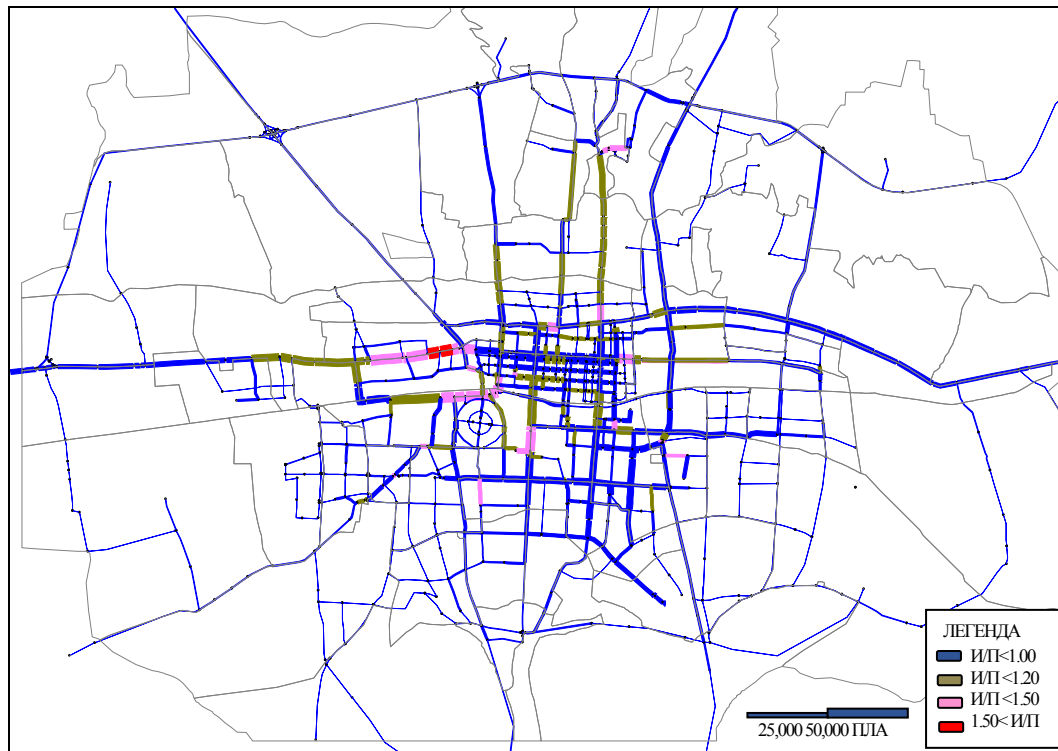 ЛЕГЕНДА
И/П<1.00
И/П <1.20
И/П <1.50
1.50< И/П
25,000 50,000 ПЛА